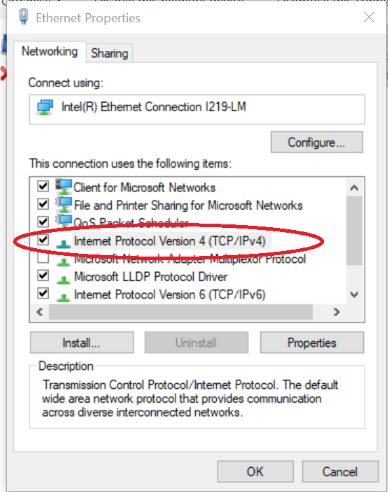 Ethernet Properties
Networking
Sharing
Connect using:
Intel(R) Ethernet Connection I219-LM
Configure...
This connection uses the following items:
Client for Microsoft Networks
File and Printer Sharing for Microsoft Networks
QoS Packet Scheduler
Internet Protocol Version 4 (TCP/IPv4)
Microsoft Network Adapter Multiplexor Protocol
Microsoft LLDP Protocol Driver
Internet Protocol Version 6 (TCP/IPv6)
Install...
Uninstall
Properties
Description
Transmission Control Protocol/Internet Protocol. The default
wide area network protocol that provides communication
across diverse interconnected networks.
OK
Cancel